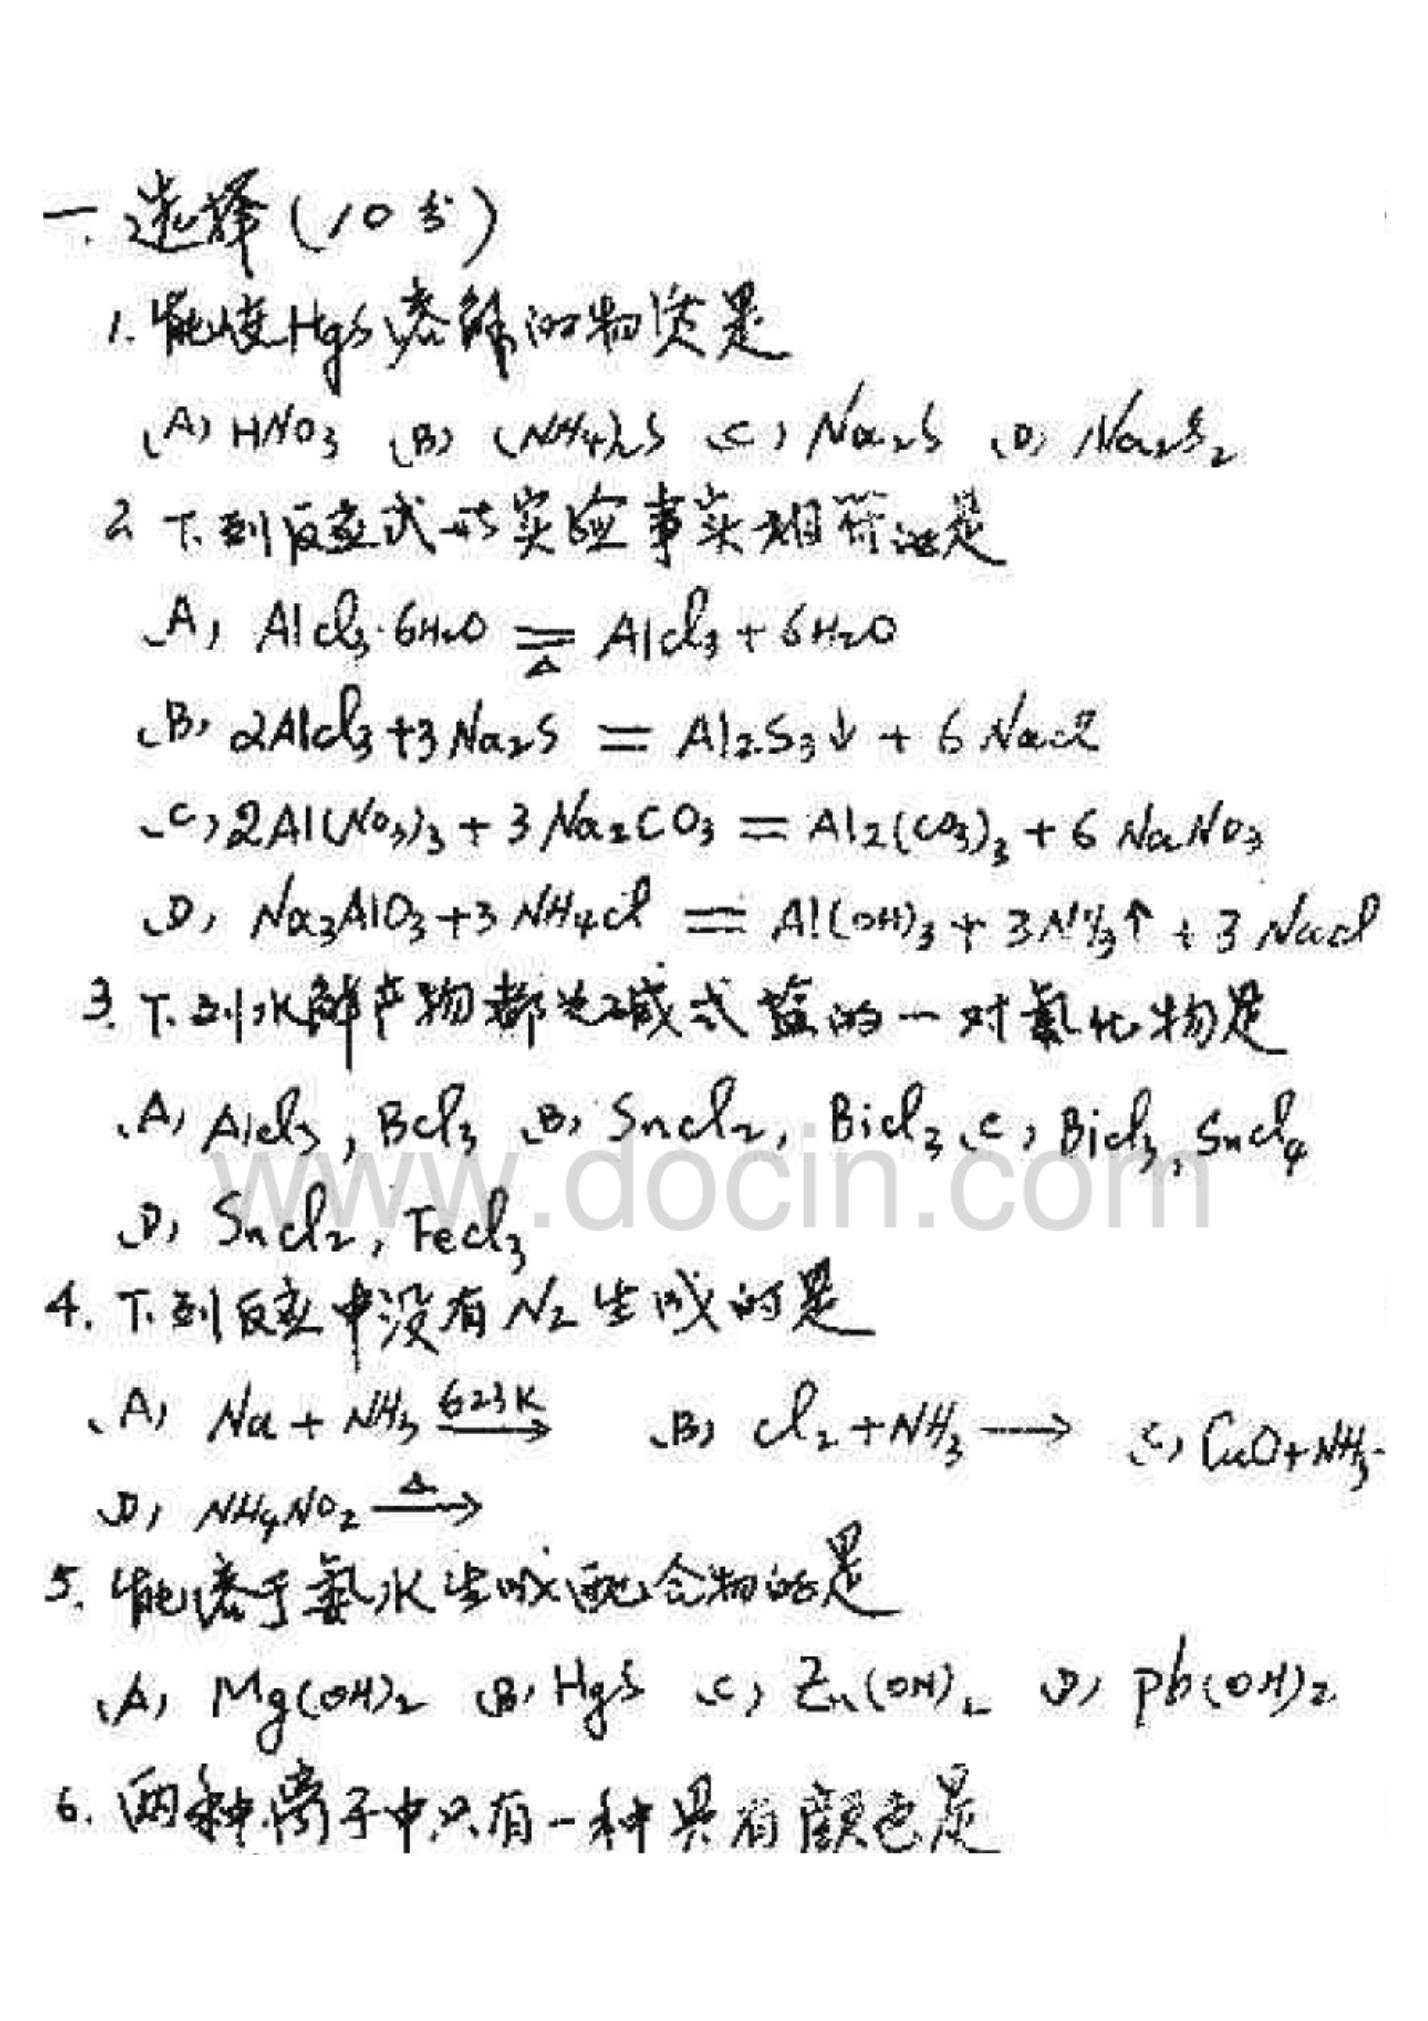 一. 选择(10分)
1. 能使HgS溶解的物质是
(A) HNO3 (B) (NH4)2S (C) Na2S (D) Na2S2
2 下列反应式与实验事实相符的是
(A) AlCl3·6H2O ══ AlCl3 + 6H2O
△
(B) 2AlCl3 + 3Na2S = Al2S3↓ + 6NaCl
(C) 2Al(NO3)3 + 3Na2CO3 = Al2(CO3)3 + 6NaNO3
(D) Na3AlO3 + 3NH4Cl = Al(OH)3 + 3NH3↑ + 3NaCl
3. 下列水解产物都为碱式盐的一对氯化物是
(A) AlCl3, BCl3 (B) SnCl2, BiCl3 (C) BiCl3, SnCl4
(D) SnCl2, FeCl3
www.docin.com
4. 下列反应中没有N2生成的是
(A) Na + NH3 —623K→ (B) Cl2 + NH3 → (C) CuO + NH3
(D) NH4NO2 —△→
5. 能溶于氨水生成配合物的是
(A) Mg(OH)2 (B) HgS (C) Zn(OH)2 (D) Pb(OH)2
6. 两种离子中只有一种具有颜色是